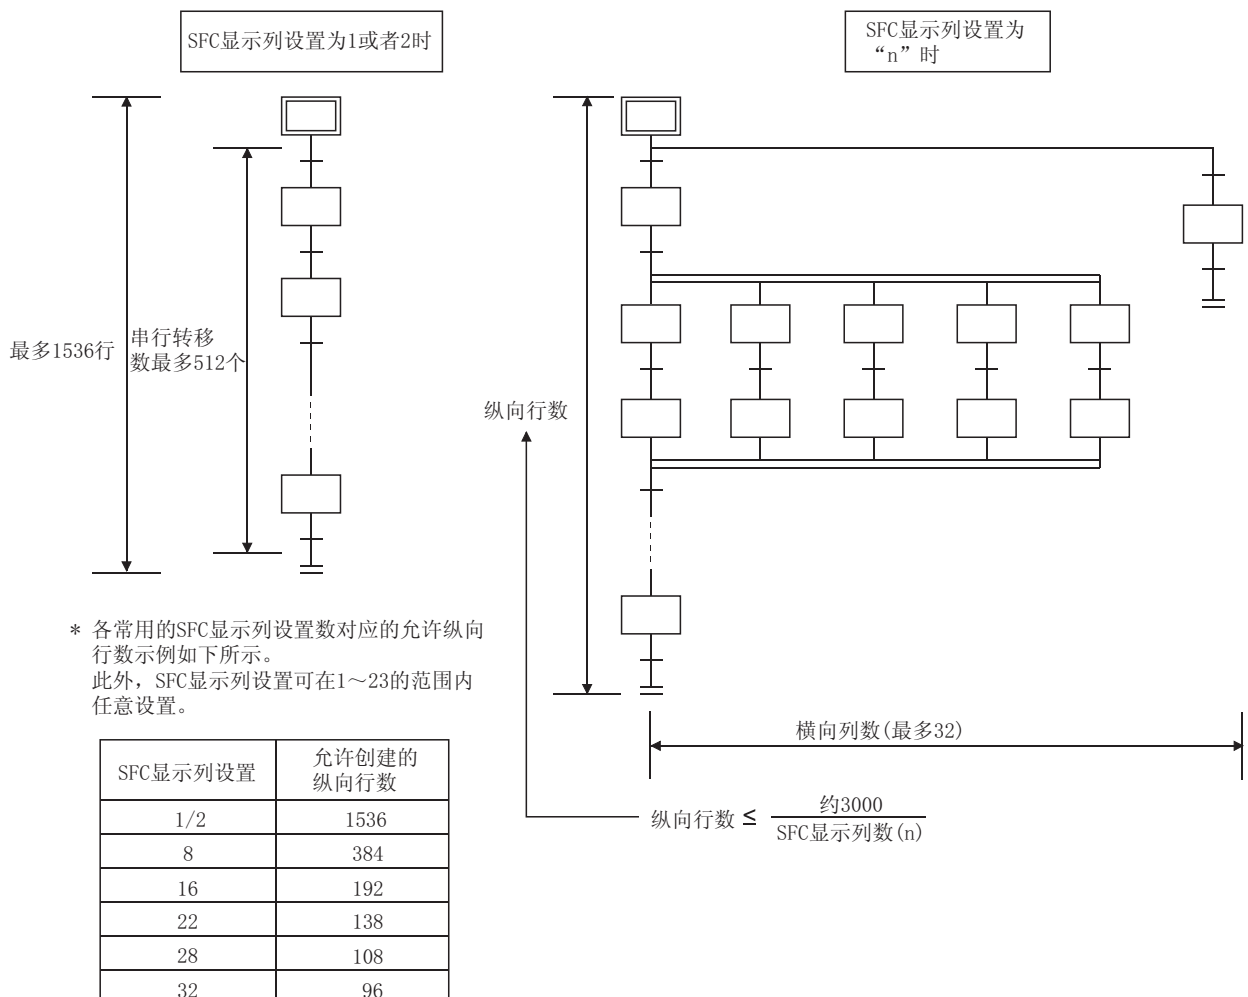 SFC显示列设置为1或者2时
SFC显示列设置为
“n”时
最多1536行
串行转移
数最多512个
纵向行数
* 各常用的SFC显示列设置数对应的允许纵向
行数示例如下所示。
此外，SFC显示列设置可在1～23的范围内
任意设置。
横向列数(最多32)
纵向行数 ≤ 约3000
SFC显示列数(n)
SFC显示列设置
允许创建的
纵向行数
1/2 1536
8 384
16 192
22 138
28 108
32 96